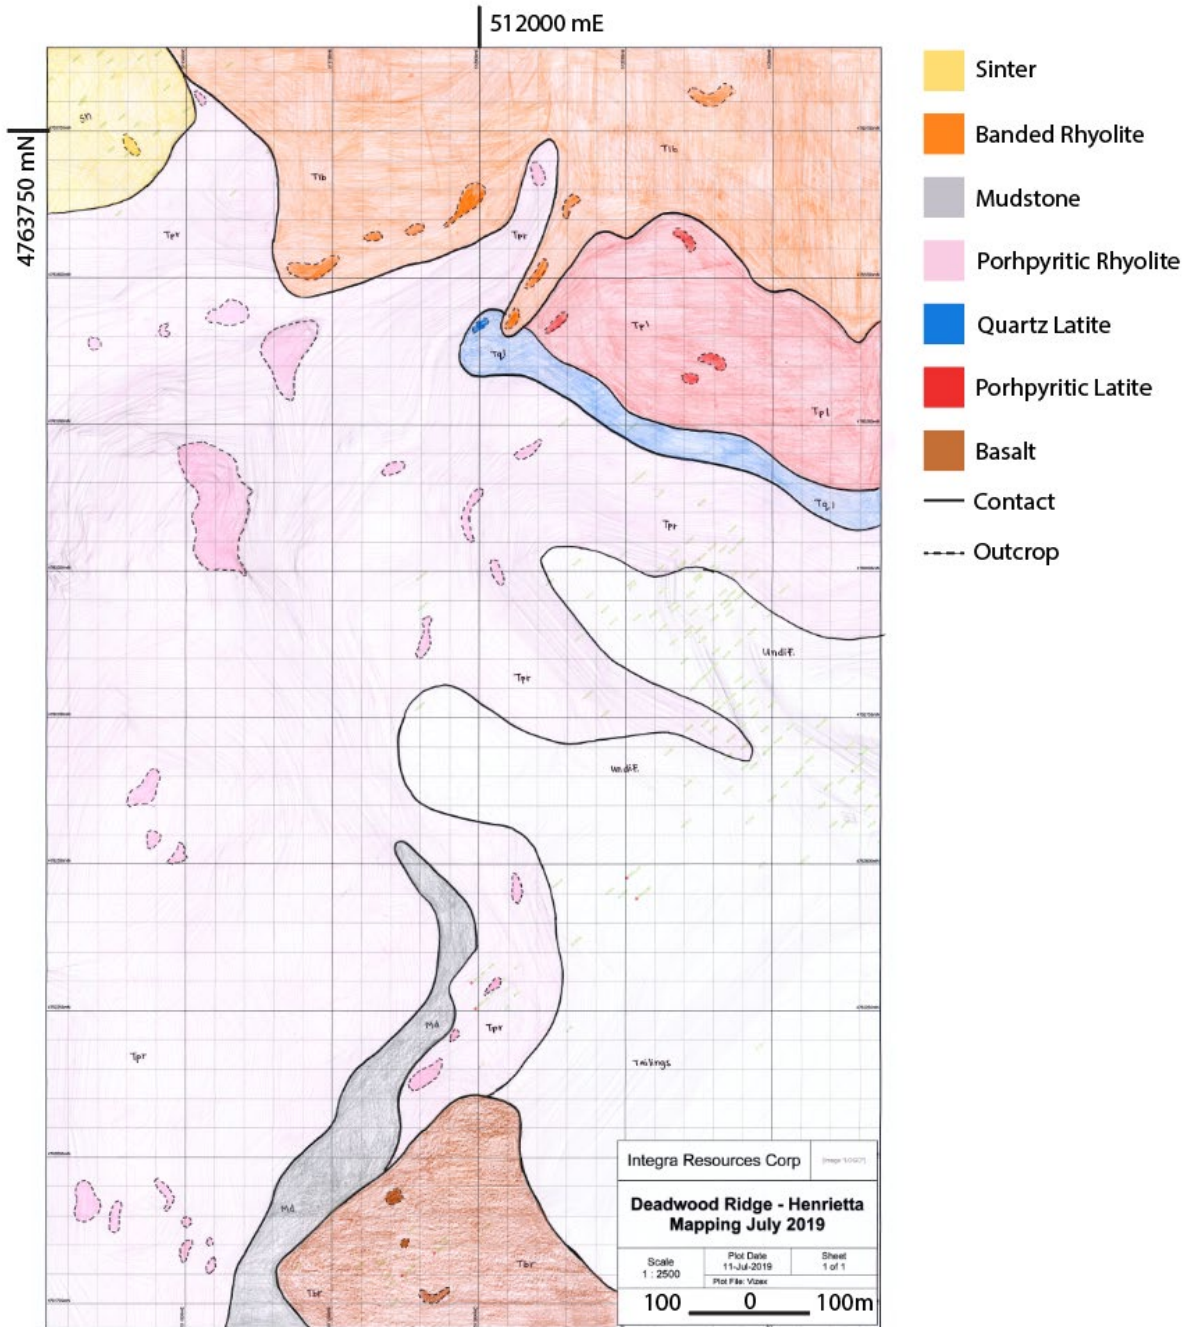 512000 mE
4763750 mN
Sinter
Banded Rhyolite
Mudstone
Porhpyritic Rhyolite
Quartz Latite
Porhpyritic Latite
Basalt
Contact
Outcrop
Sn
Tlb
Tlb
Tpr
Tpr
Tpl
Tql
Tpl
Tql
Tpr
Undif.
Tpr
Undif.
Md
Tpr
Tpr
Tailings
Md
Tbr
Tbr
Integra Resources Corp
Deadwood Ridge - Henrietta
Mapping July 2019
Scale
1 : 2500
Plot Date
11-Jul-2019
Sheet
1 of 1
Plot File: Vizex
100 0 100m